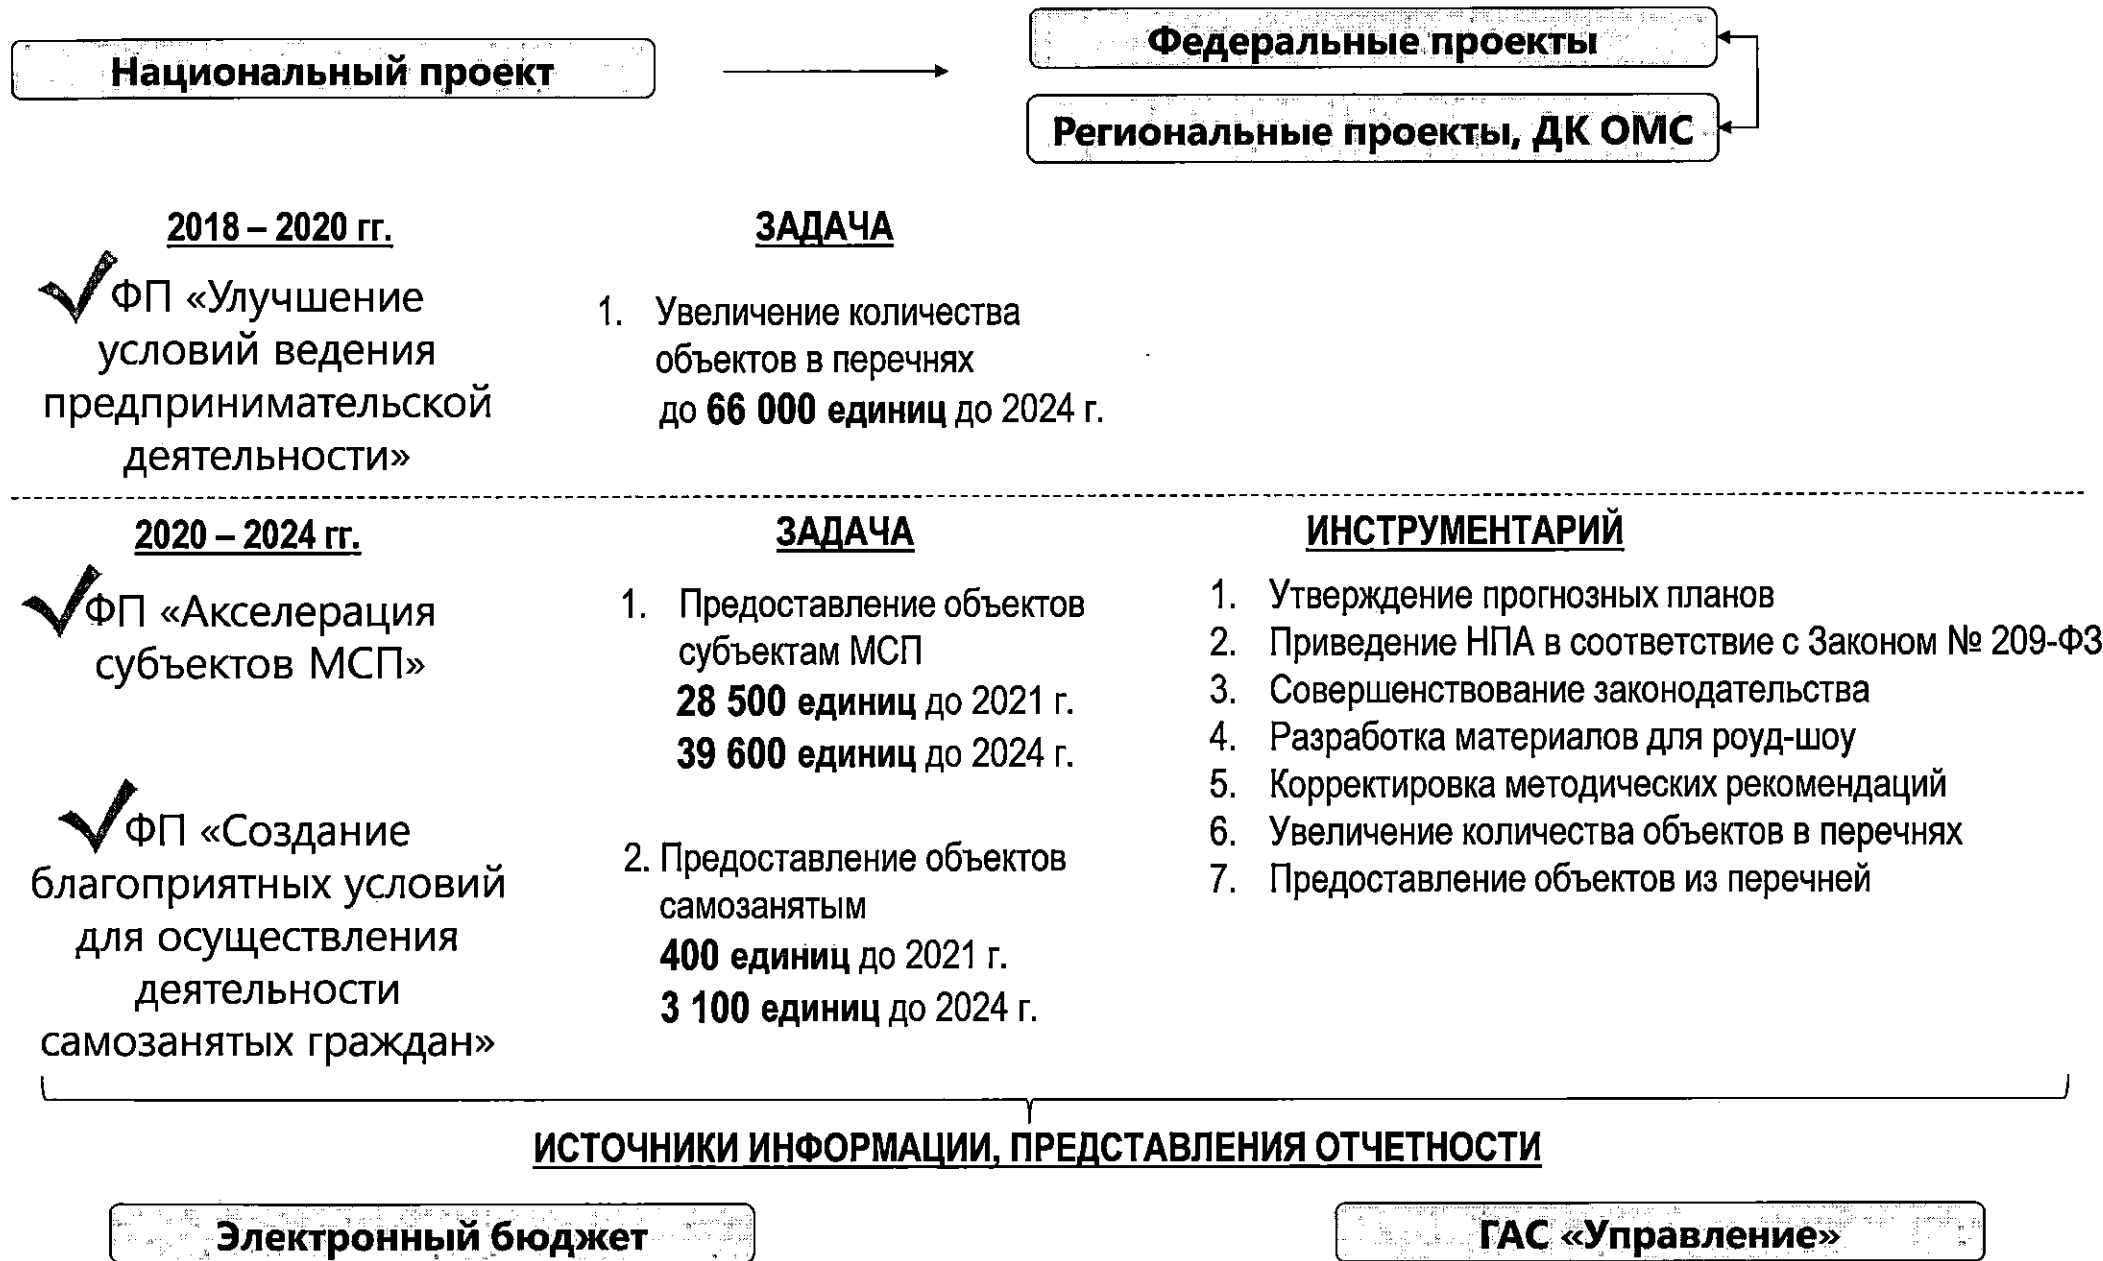 Национальный проект
Федеральные проекты
Региональные проекты, ДК ОМС
2018 – 2020 гг.
ФП «Улучшение
условий ведения
предпринимательской
деятельности»
ЗАДАЧА
1. Увеличение количества
объектов в перечнях
до 66 000 единиц до 2024 г.
2020 – 2024 гг.
ФП «Акселерация
субъектов МСП»
ФП «Создание
благоприятных условий
для осуществления
деятельности
самозанятых граждан»
ЗАДАЧА
1. Предоставление объектов
субъектам МСП
28 500 единиц до 2021 г.
39 600 единиц до 2024 г.
2. Предоставление объектов
самозанятым
400 единиц до 2021 г.
3 100 единиц до 2024 г.
ИНСТРУМЕНТАРИЙ
1. Утверждение прогнозных планов
2. Приведение НПА в соответствие с Законом № 209-ФЗ
3. Совершенствование законодательства
4. Разработка материалов для роуд-шоу
5. Корректировка методических рекомендаций
6. Увеличение количества объектов в перечнях
7. Предоставление объектов из перечней
ИСТОЧНИКИ ИНФОРМАЦИИ, ПРЕДСТАВЛЕНИЯ ОТЧЕТНОСТИ
Электронный бюджет
ГАС «Управление»